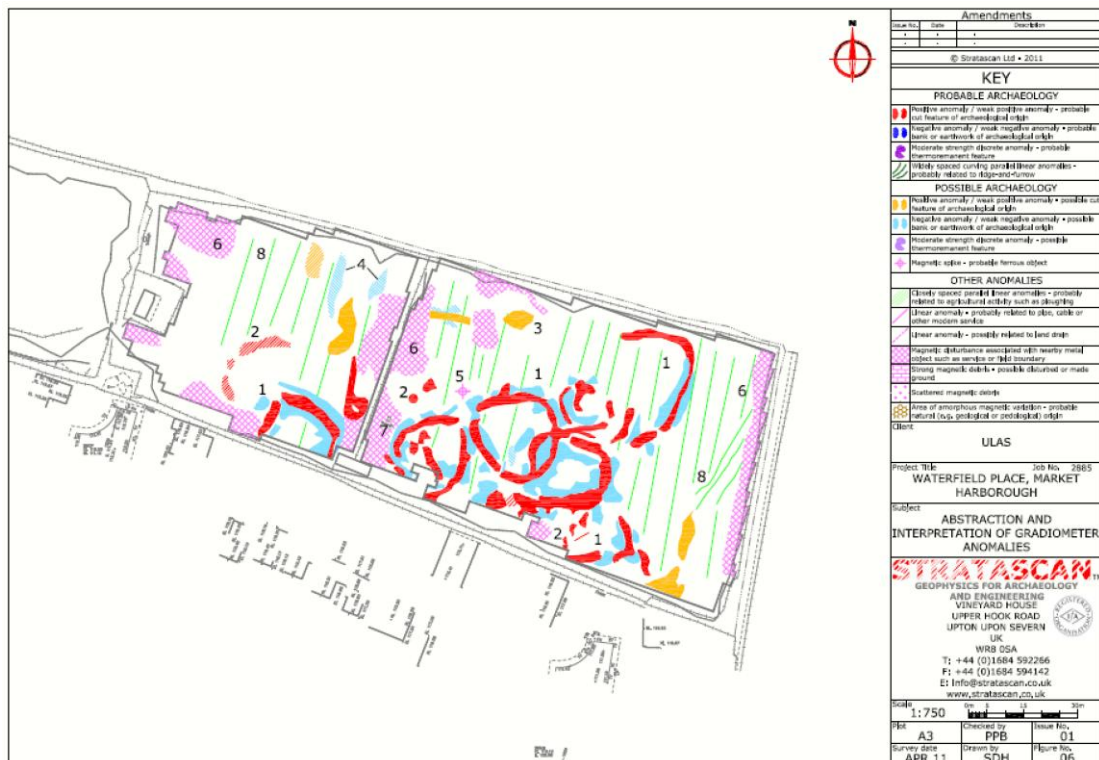 N
6
8
4
2
1
6
3
5
1
1
2
7
6
8
2
1
Amendments
Issue No. Date Description
© Stratascan Ltd • 2011
KEY
PROBABLE ARCHAEOLOGY
Positive anomaly / weak positive anomaly - probable
cut feature of archaeological origin
Negative anomaly / weak negative anomaly • probable
bank or earthwork of archaeological origin
Moderate strength discrete anomaly - probable
thermoremanent feature
Widely spaced curving parallel linear anomalies -
probably related to ridge-and-furrow
POSSIBLE ARCHAEOLOGY
Positive anomaly / weak positive anomaly - possible cut
feature of archaeological origin
Negative anomaly / weak negative anomaly - possible
bank or earthwork of archaeological origin
Moderate strength discrete anomaly - possible
thermoremanent feature
Magnetic spike - probable ferrous object
OTHER ANOMALIES
Closely spaced parallel linear anomalies - probably
related to agricultural activity such as ploughing
Linear anomaly • probably related to pipe, cable or
other modern service
Linear anomaly - possibly related to land drain
Magnetic disturbance associated with nearby metal
object such as service or field boundary
Strong magnetic debris • possible disturbed or made
ground
Scattered magnetic debris
Area of amorphous magnetic variation - probable
natural (e.g. geological or pedological) origin
Client
ULAS
Project Title Job No. 2885
WATERFIELD PLACE, MARKET
HARBOROUGH
Subject
ABSTRACTION AND
INTERPRETATION OF GRADIOMETER
ANOMALIES
STRATASCAN™
GEOPHYSICS FOR ARCHAEOLOGY
AND ENGINEERING
VINEYARD HOUSE
UPPER HOOK ROAD
UPTON UPON SEVERN
UK
WR8 0SA
T: +44 (0)1684 592266
F: +44 (0)1684 594142
E: info@stratascan.co.uk
www.stratascan.co.uk
Scale
1:750
0m 5 15 30m
Plot Checked by Issue No.
A3 PPB 01
Survey date Drawn by Figure No.
APR 11 SDH 06